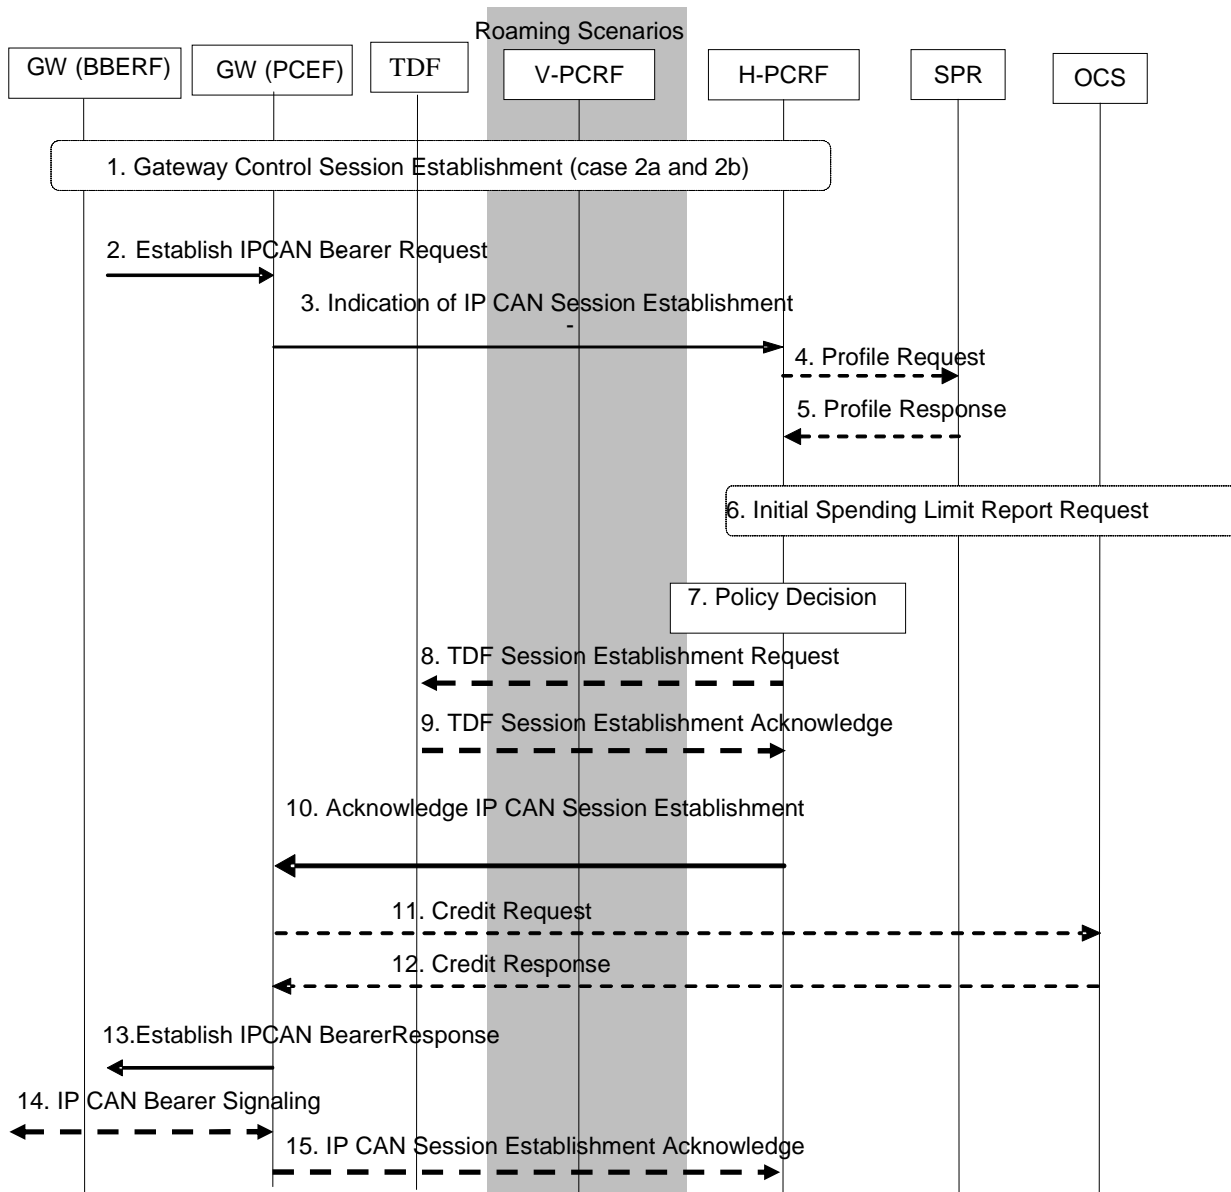 Roaming Scenarios
GW (BBERF)
GW (PCEF)
TDF
V-PCRF
H-PCRF
SPR
OCS
1. Gateway Control Session Establishment (case 2a and 2b)
2. Establish IPCAN Bearer Request
3. Indication of IP CAN Session Establishment
-
4. Profile Request
5. Profile Response
6. Initial Spending Limit Report Request
7. Policy Decision
8. TDF Session Establishment Request
9. TDF Session Establishment Acknowledge
10. Acknowledge IP CAN Session Establishment
11. Credit Request
12. Credit Response
13.Establish IPCAN BearerResponse
14. IP CAN Bearer Signaling
15. IP CAN Session Establishment Acknowledge